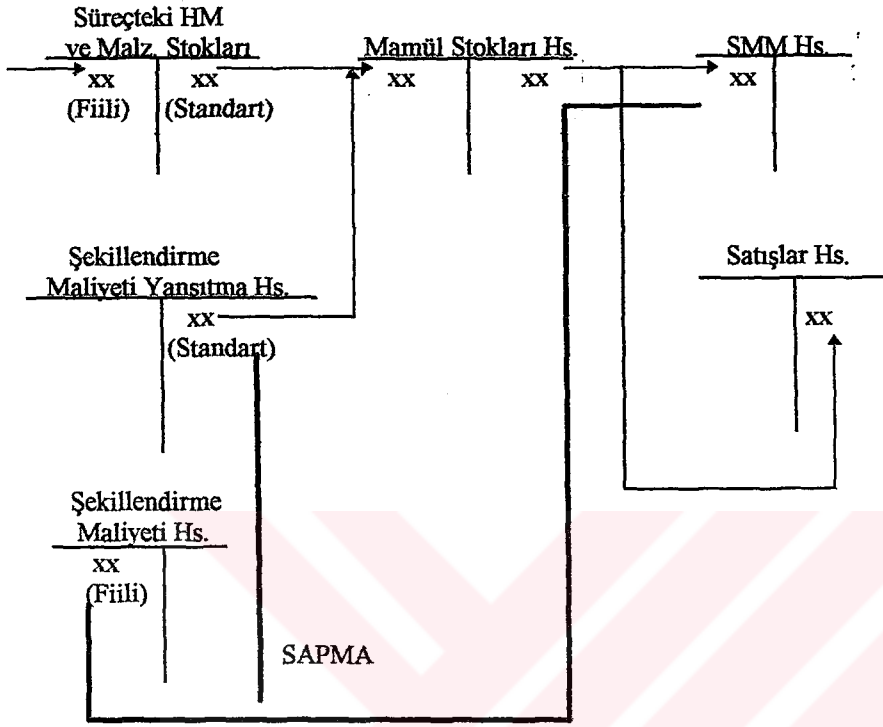 Süreçteki HM
ve Malz. Stokları
xx xx
(Fiili) (Standart)
Mamül Stokları Hs.
xx xx
SMM Hs.
xx
Şekillendirme
Maliyeti Yansıtma Hs.
xx
(Standart)
Satışlar Hs.
xx
Şekillendirme
Maliyeti Hs.
xx
(Fiili)
SAPMA